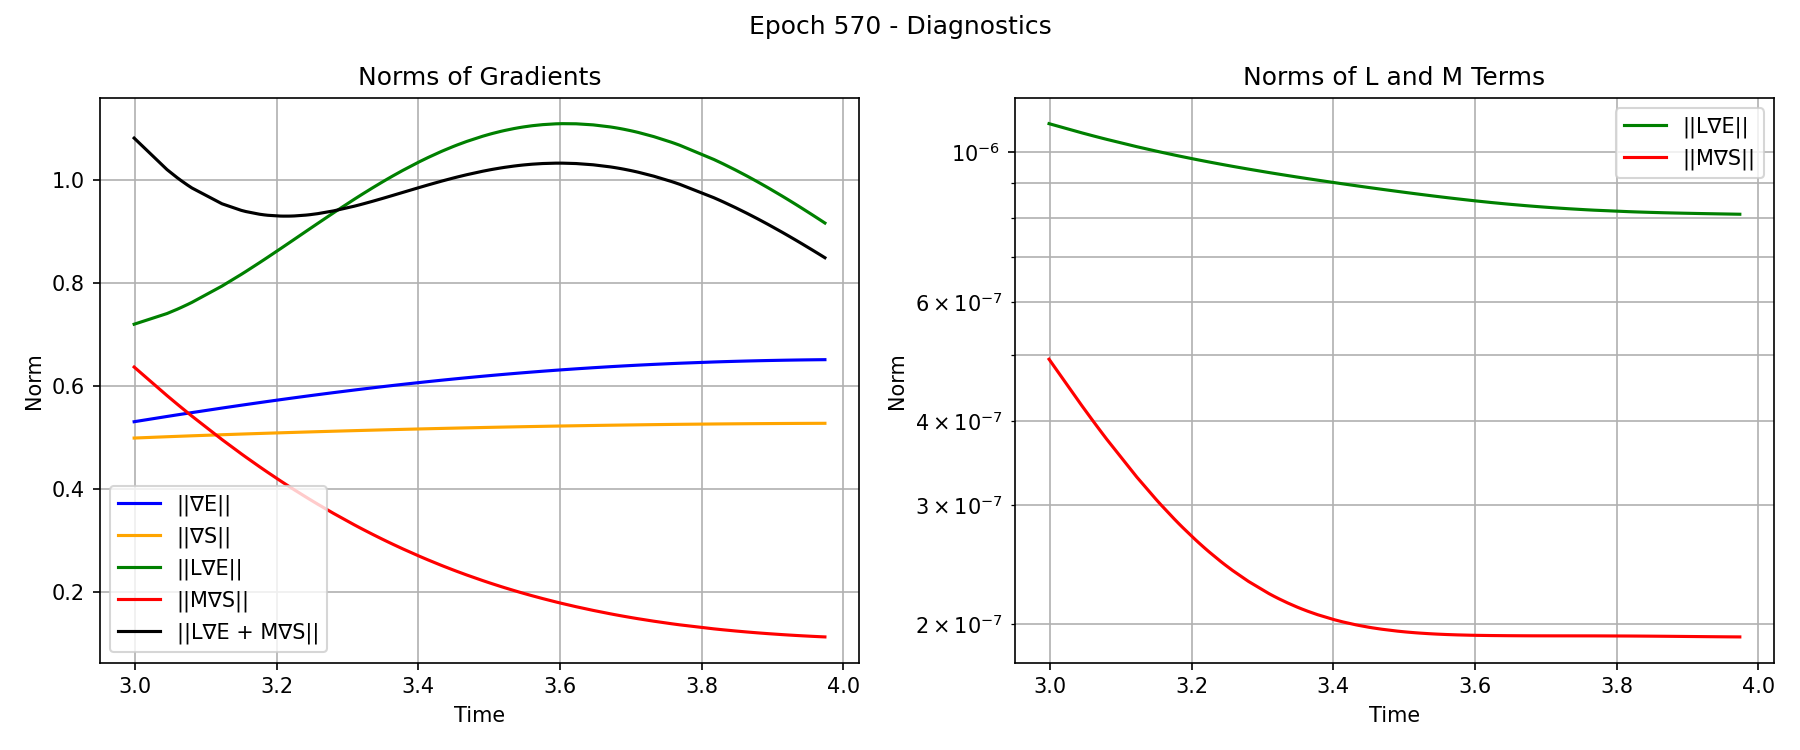 Epoch 570 - Diagnostics
Norms of Gradients
Norm
1.0
0.8
0.6
0.4
0.2
||∇E||
||∇S||
||L∇E||
||M∇S||
||L∇E + M∇S||
3.0 3.2 3.4 3.6 3.8 4.0
Time
Norms of L and M Terms
Norm
10⁻⁶
6 × 10⁻⁷
4 × 10⁻⁷
3 × 10⁻⁷
2 × 10⁻⁷
||L∇E||
||M∇S||
3.0 3.2 3.4 3.6 3.8 4.0
Time